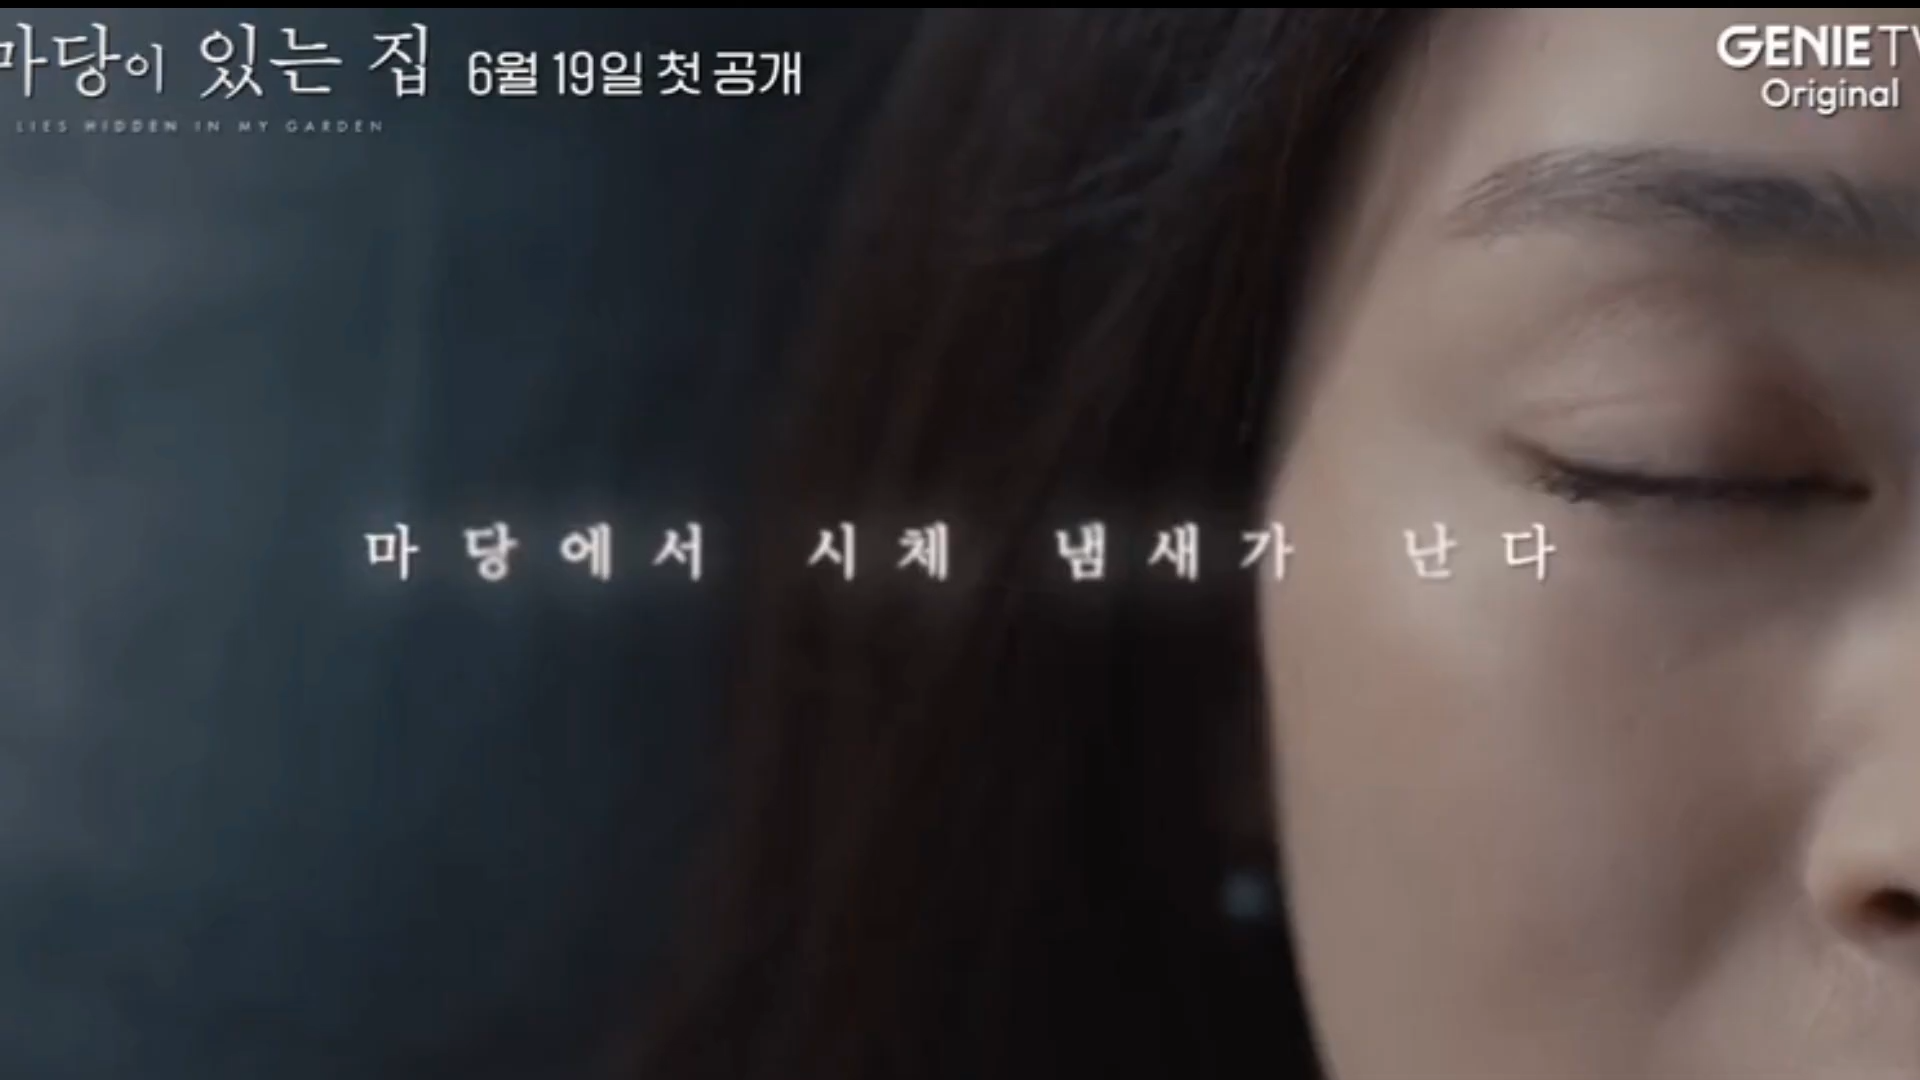 마당이 있는 집
6월 19일 첫 공개
LIES HIDDEN IN MY GARDEN
GENIE TV
Original
마당에서 시체 냄새가 난다